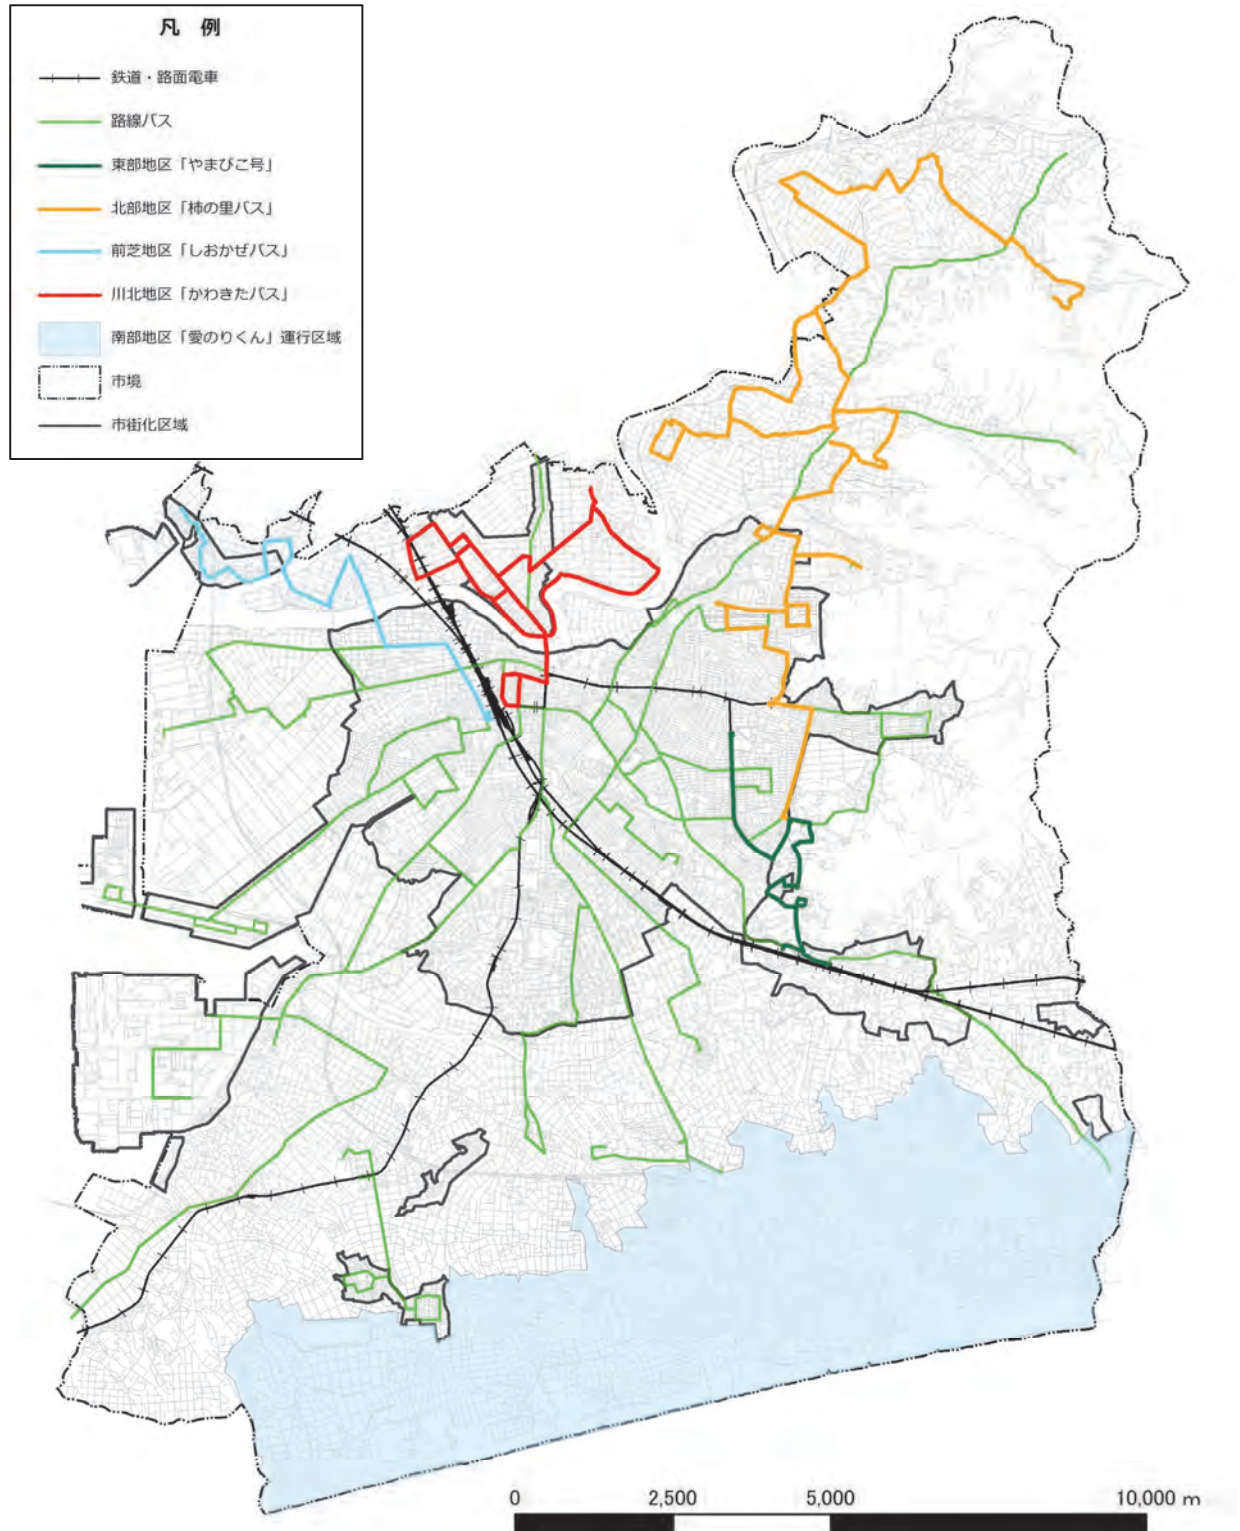 凡 例
鉄道・路面電車
路線バス
東部地区「やまびこ号」
北部地区「柿の里バス」
前芝地区「しおかぜバス」
川北地区「かわきたバス」
南部地区「愛のりくん」運行区域
市境
市街化区域
0 2,500 5,000 10,000 m